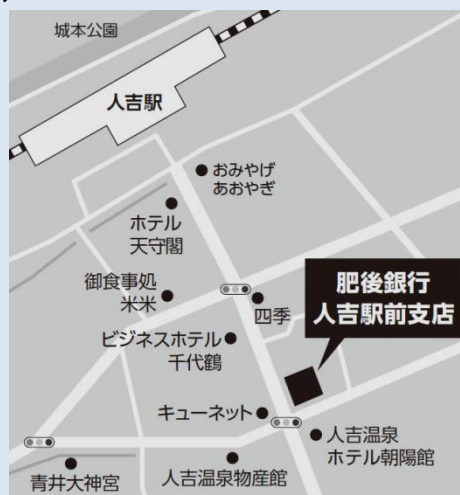 城本公園
人吉駅
おみやげ
あおやぎ
ホテル
天守閣
御食事処
米米
四季
肥後銀行
人吉駅前支店
ビジネスホテル
千代鶴
キューネット
人吉温泉
ホテル朝陽館
人吉温泉物産館
青井大神宮